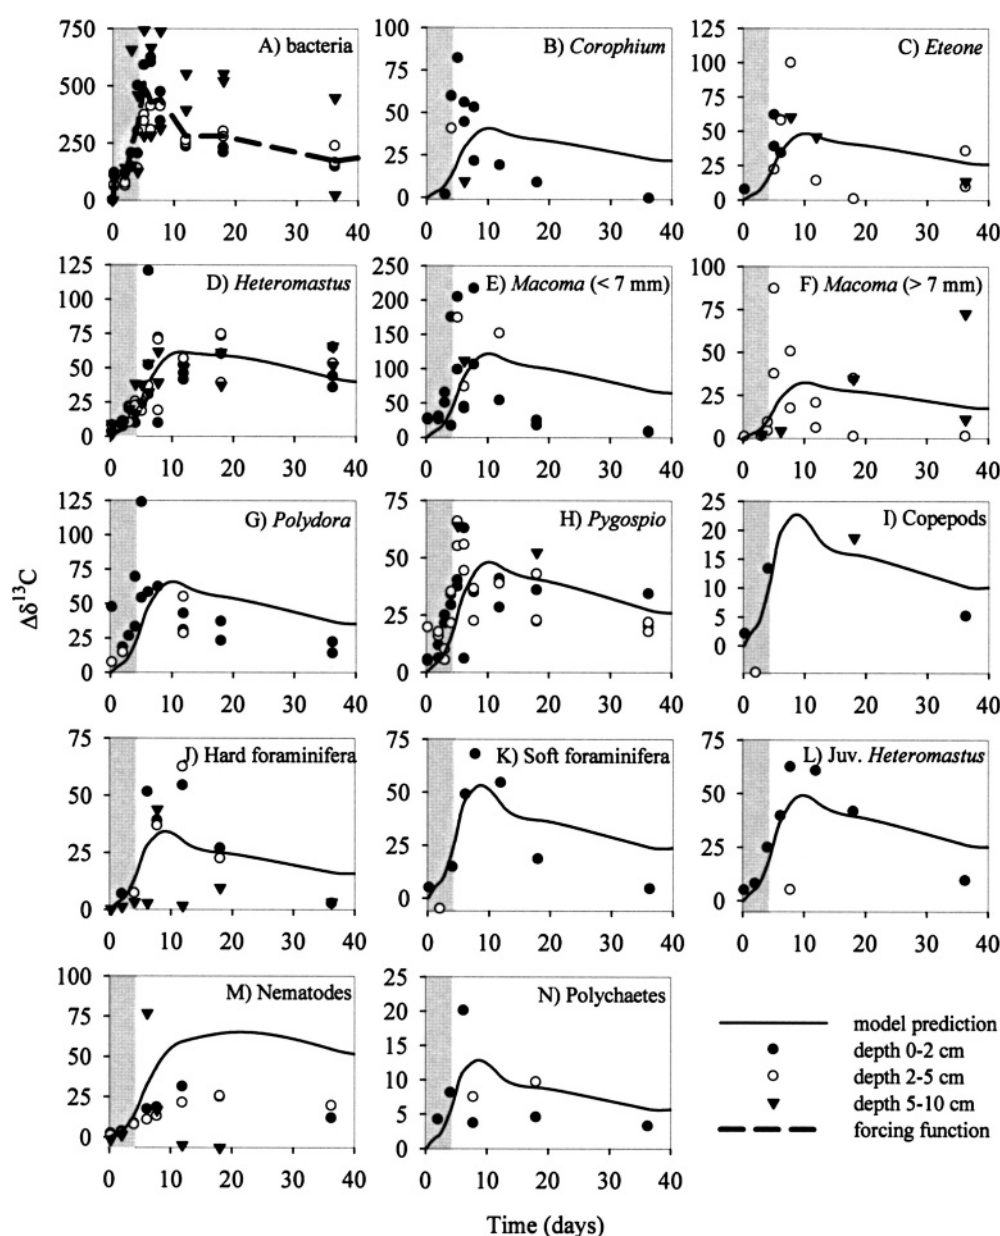 750
500
250
0
A) bacteria
0 10 20 30 40
100
75
50
25
0
B) Corophium
0 10 20 30 40
125
100
75
50
25
0
C) Eteone
0 10 20 30 40
125
100
75
50
25
0
D) Heteromastus
0 10 20 30 40
250
200
150
100
50
0
E) Macoma (< 7 mm)
0 10 20 30 40
100
75
50
25
0
F) Macoma (> 7 mm)
0 10 20 30 40
Δδ¹³C
125
100
75
50
25
0
G) Polydora
0 10 20 30 40
75
50
25
0
H) Pygospio
0 10 20 30 40
25
20
15
10
5
0
I) Copepods
0 10 20 30 40
75
50
25
0
J) Hard foraminifera
0 10 20 30 40
75
50
25
0
K) Soft foraminifera
0 10 20 30 40
75
50
25
0
L) Juv. Heteromastus
0 10 20 30 40
100
75
50
25
0
M) Nematodes
0 10 20 30 40
25
20
15
10
5
0
N) Polychaetes
0 10 20 30 40
model prediction
depth 0-2 cm
depth 2-5 cm
depth 5-10 cm
forcing function
Time (days)